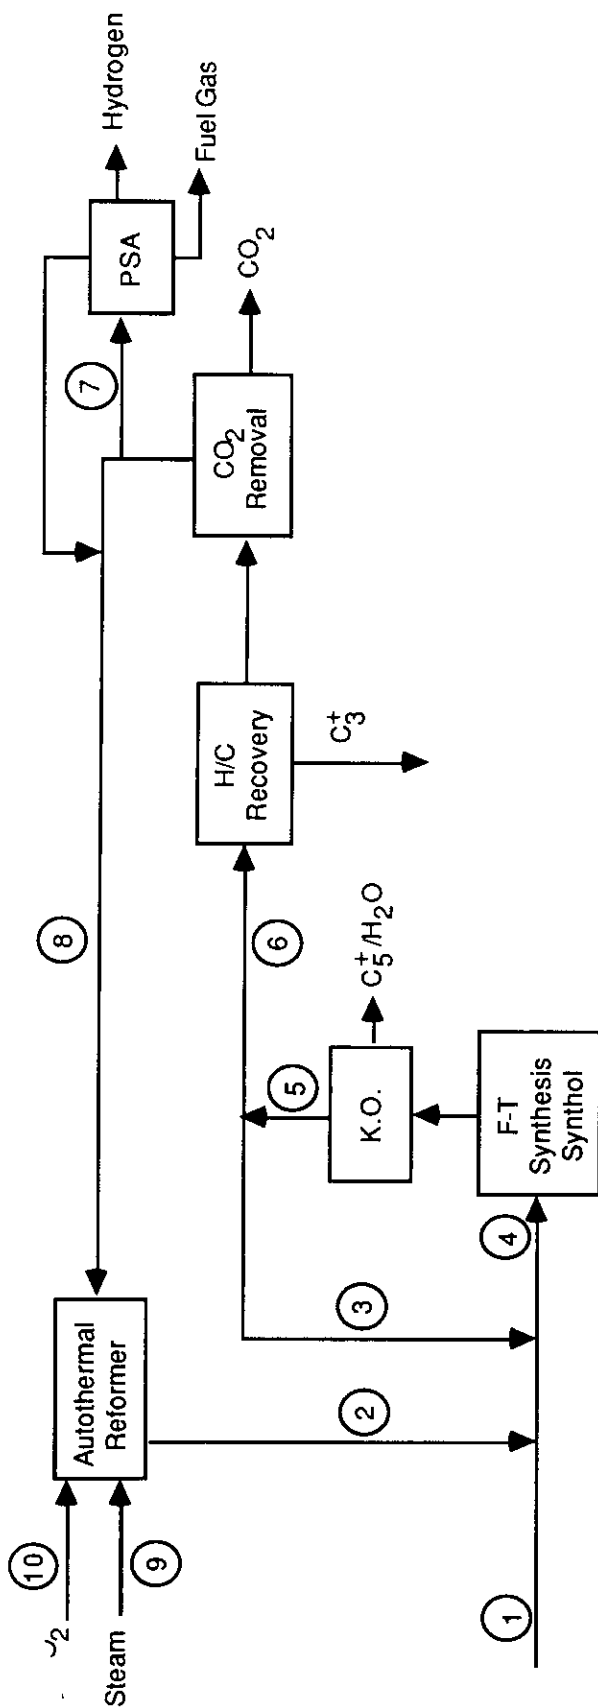 10
9
Steam
Autothermal
Reformer
8
2
3
1
4
F-T
Synthesis
Synthol
K.O.
5
C₅⁺/H₂O
6
H/C
Recovery
C₃⁺
CO₂
Removal
CO₂
7
PSA
Hydrogen
Fuel Gas